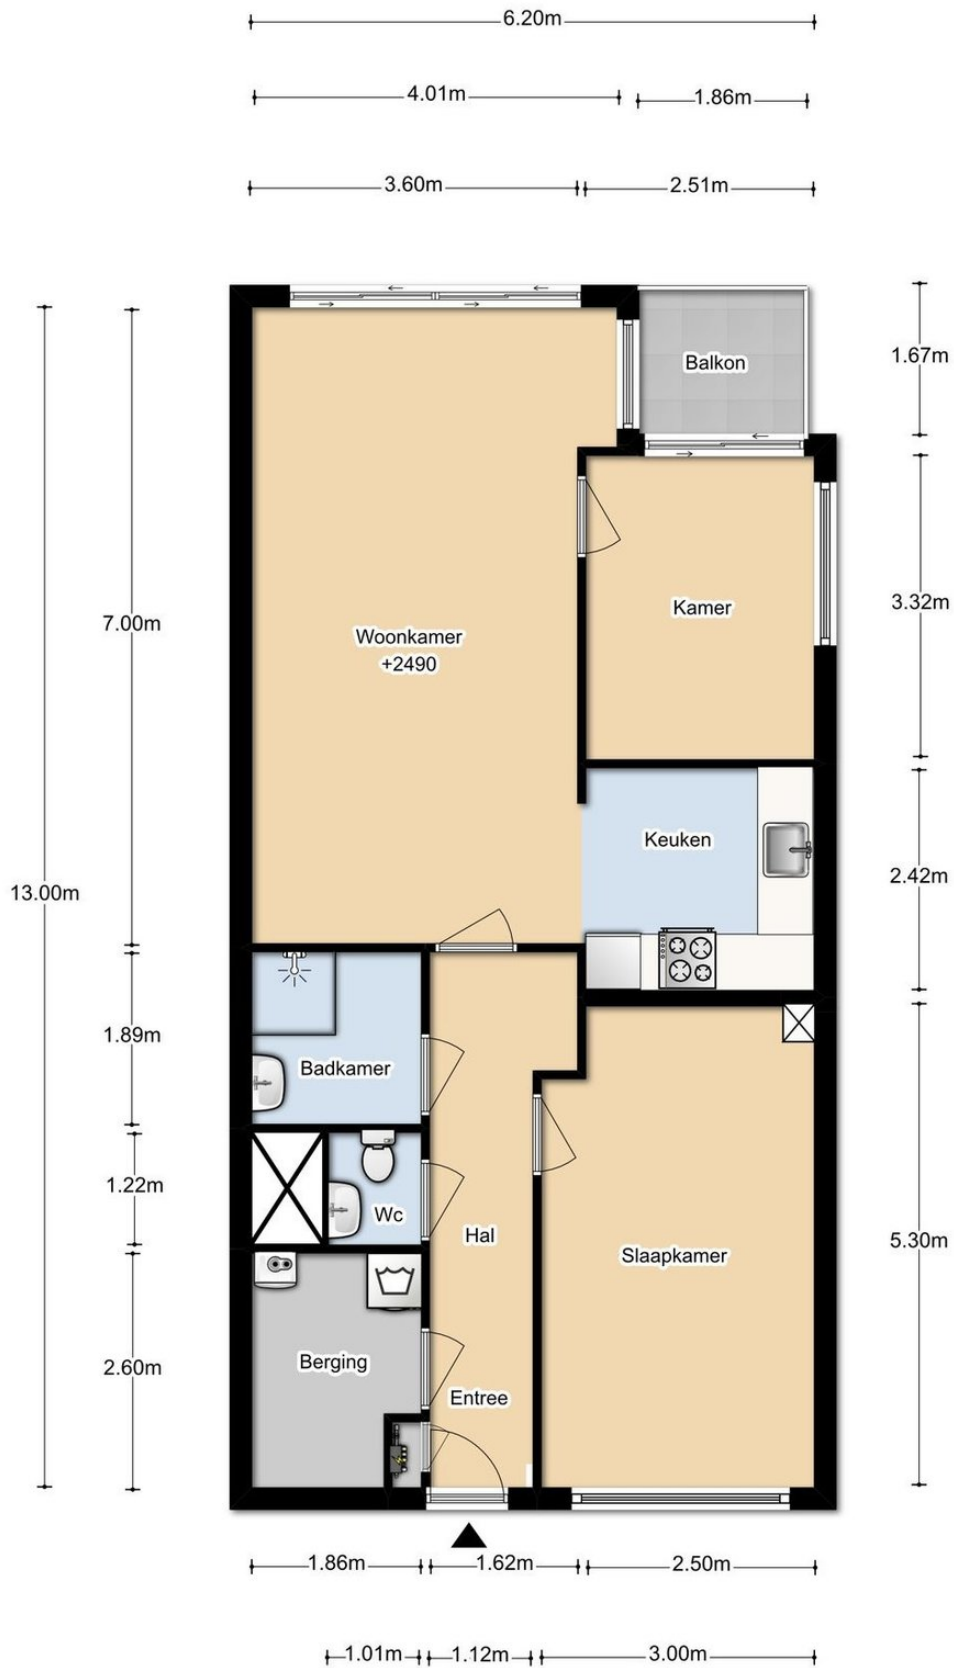 6.20m
4.01m
1.86m
3.60m
2.51m
Balkon
1.67m
Kamer
3.32m
7.00m
Woonkamer
+2490
Keuken
2.42m
13.00m
1.89m
Badkamer
1.22m
Wc
Hal
Slaapkamer
5.30m
2.60m
Berging
Entree
1.86m
1.62m
2.50m
1.01m
1.12m
3.00m